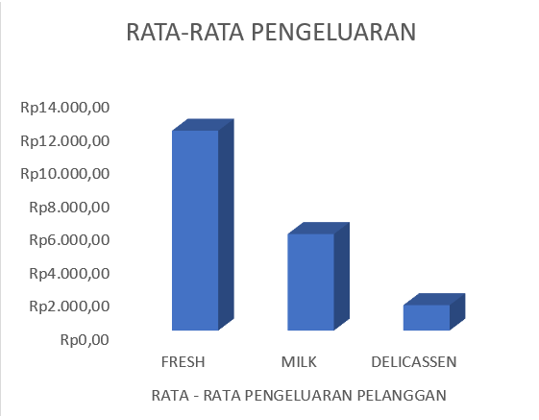 RATA-RATA PENGELUARAN
Rp14.000,00
Rp12.000,00
Rp10.000,00
Rp8.000,00
Rp6.000,00
Rp4.000,00
Rp2.000,00
Rp0,00
FRESH MILK DELICASSEN
RATA - RATA PENGELUARAN PELANGGAN